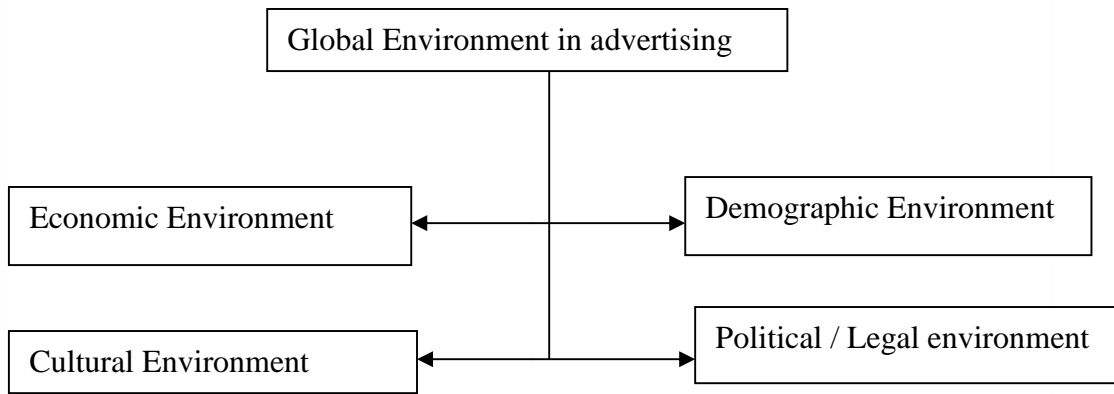 Global Environment in advertising
Economic Environment
Demographic Environment
Cultural Environment
Political / Legal environment